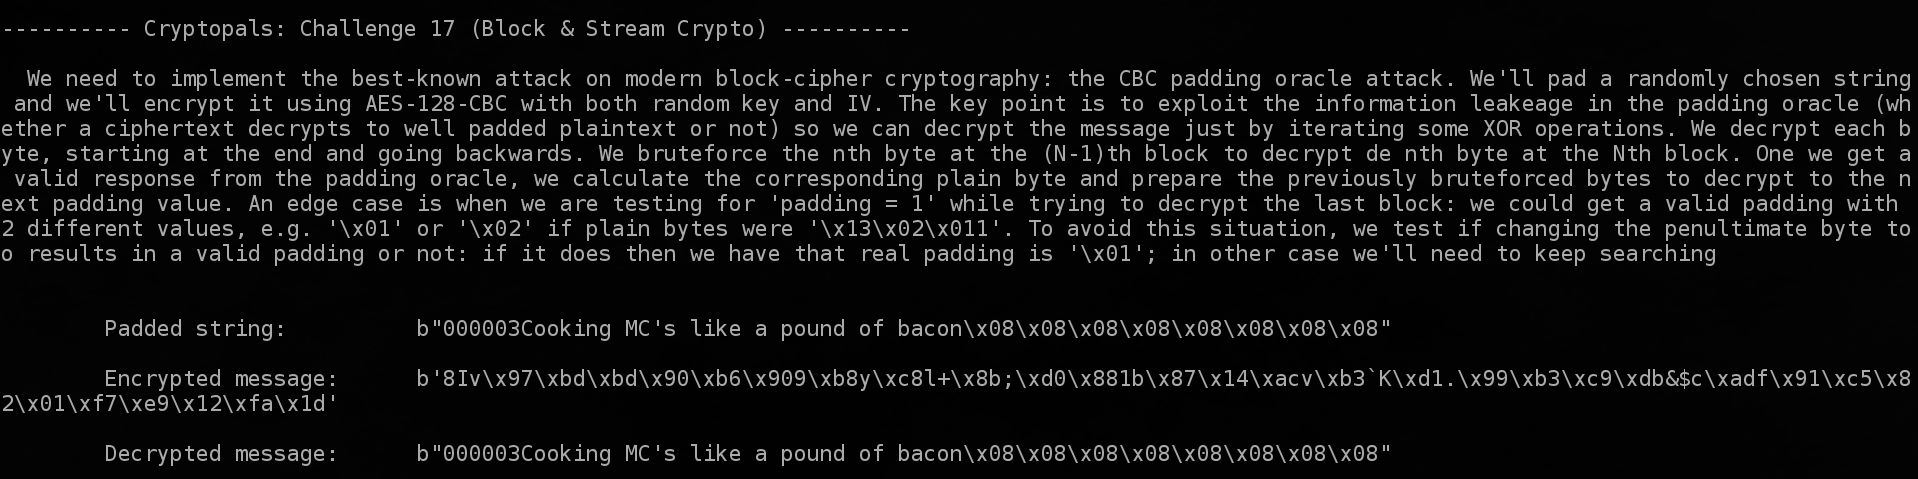 ---------- Cryptopals: Challenge 17 (Block & Stream Crypto) ----------
We need to implement the best-known attack on modern block-cipher cryptography: the CBC padding oracle attack. We'll pad a randomly chosen string
and we'll encrypt it using AES-128-CBC with both random key and IV. The key point is to exploit the information leakeage in the padding oracle (wh
ether a ciphertext decrypts to well padded plaintext or not) so we can decrypt the message just by iterating some XOR operations. We decrypt each b
yte, starting at the end and going backwards. We bruteforce the nth byte at the (N-1)th block to decrypt de nth byte at the Nth block. One we get a
valid response from the padding oracle, we calculate the corresponding plain byte and prepare the previously bruteforced bytes to decrypt to the n
ext padding value. An edge case is when we are testing for 'padding = 1' while trying to decrypt the last block: we could get a valid padding with
2 different values, e.g. '\x01' or '\x02' if plain bytes were '\x13\x02\x011'. To avoid this situation, we test if changing the penultimate byte to
o results in a valid padding or not: if it does then we have that real padding is '\x01'; in other case we'll need to keep searching
Padded string: b"000003Cooking MC's like a pound of bacon\x08\x08\x08\x08\x08\x08\x08\x08"
Encrypted message: b'8Iv\x97\xbd\xbd\x90\xb6\x909\xb8y\xc8l+\x8b;\xd0\x881b\x87\x14\xacv\xb3`K\xd1.\x99\xb3\xc9\xdb&$c\xadf\x91\xc5\x8
2\x01\xf7\xe9\x12\xfa\x1d'
Decrypted message: b"000003Cooking MC's like a pound of bacon\x08\x08\x08\x08\x08\x08\x08\x08"